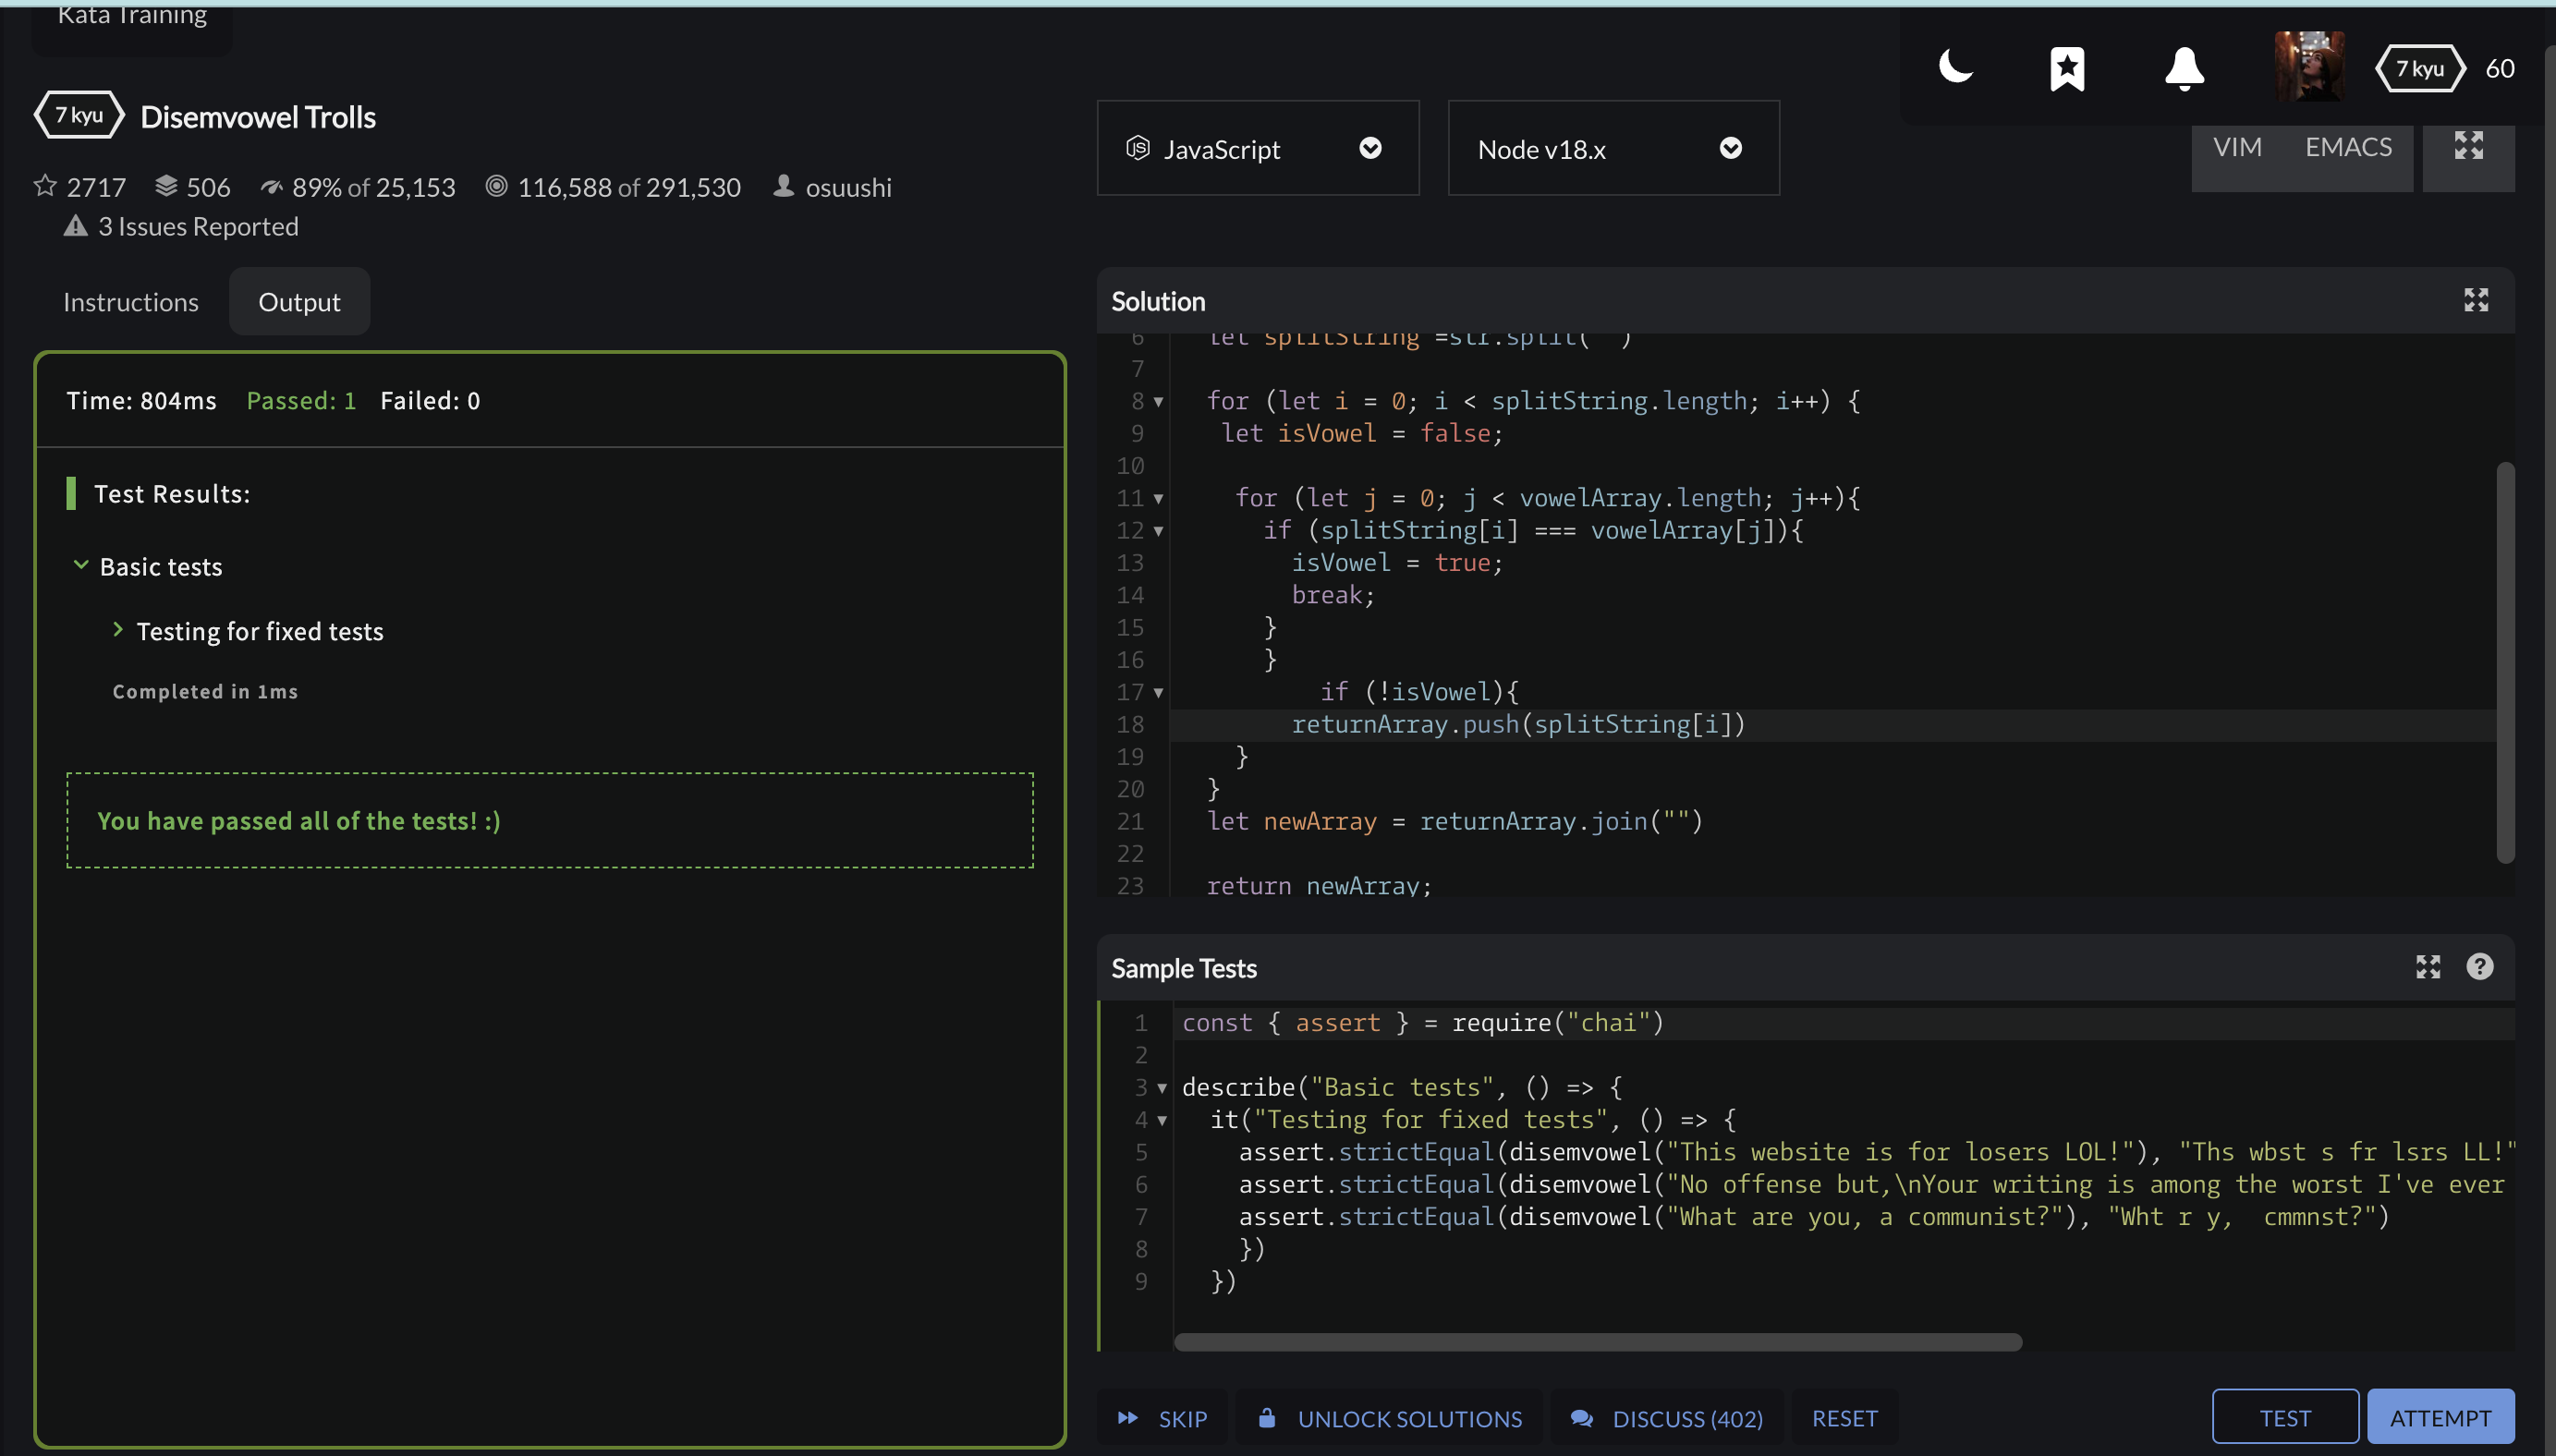 Kata Training
7 kyu 60
7 kyu Disemvowel Trolls
2717 506 89% of 25,153 116,588 of 291,530 osuushi
3 Issues Reported
Instructions Output
Time: 804ms Passed: 1 Failed: 0
Test Results:
Basic tests
Testing for fixed tests
Completed in 1ms
You have passed all of the tests! :)
JS JavaScript Node v18.x
VIM EMACS
Solution
6 let splitString =str.split( )
7
8 for (let i = 0; i < splitString.length; i++) {
9 let isVowel = false;
10
11 for (let j = 0; j < vowelArray.length; j++){
12 if (splitString[i] === vowelArray[j]){
13 isVowel = true;
14 break;
15 }
16 }
17 if (!isVowel){
18 returnArray.push(splitString[i])
19 }
20 }
21 let newArray = returnArray.join("")
22
23 return newArray;
Sample Tests
1 const { assert } = require("chai")
2
3 describe("Basic tests", () => {
4 it("Testing for fixed tests", () => {
5 assert.strictEqual(disemvowel("This website is for losers LOL!"), "Ths wbst s fr lsrs LL!"
6 assert.strictEqual(disemvowel("No offense but,\nYour writing is among the worst I've ever
7 assert.strictEqual(disemvowel("What are you, a communist?"), "Wht r y,  cmmnst?")
8 })
9 })
SKIP UNLOCK SOLUTIONS DISCUSS (402) RESET TEST ATTEMPT